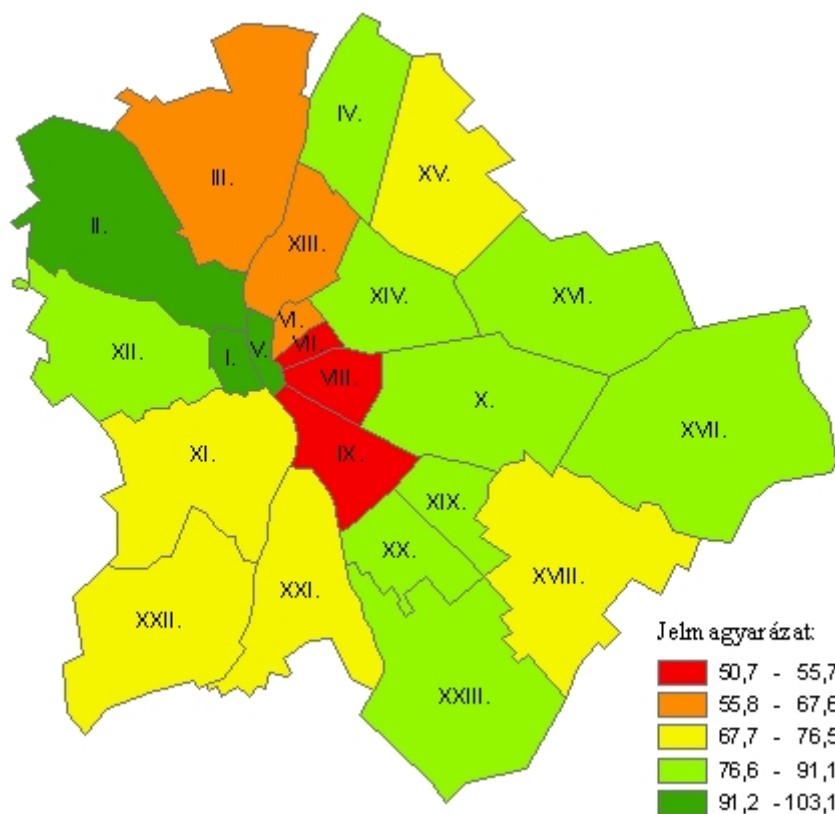 IV.
III.
XV.
II.
XIII.
XIV.
XVI.
VI.
XII.
I.
V.
VII.
VIII.
X.
XVII.
XI.
IX.
XIX.
XX.
XVIII.
XXI.
XXII.
XXIII.
Jelm agyarázat:
50,7 - 55,7
55,8 - 67,6
67,7 - 76,5
76,6 - 91,1
91,2 - 103,1